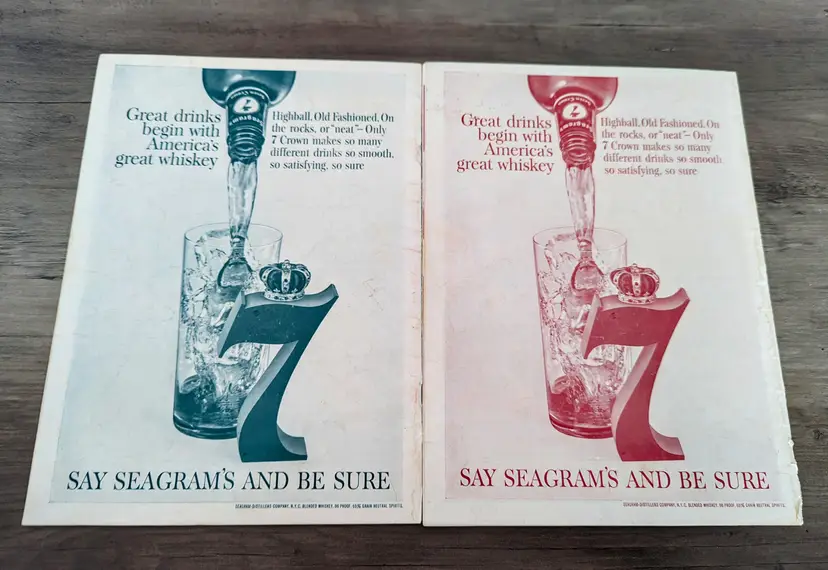 Great drinks
begin with
America's
great whiskey
Highball, Old Fashioned, On
the rocks, or "neat"—Only
7 Crown makes so many
different drinks so smooth,
so satisfying, so sure
7
7
SAY SEAGRAM'S AND BE SURE
SEAGRAM-DISTILLERS COMPANY, N.Y.C. BLENDED WHISKEY. 86 PROOF. 65% GRAIN NEUTRAL SPIRITS.
Great drinks
begin with
America's
great whiskey
Highball, Old Fashioned, On
the rocks, or "neat"—Only
7 Crown makes so many
different drinks so smooth
so satisfying, so sure
7
7
SAY SEAGRAM'S AND BE SURE
SEAGRAM-DISTILLERS COMPANY, N.Y.C. BLENDED WHISKEY. 86 PROOF. 65% GRAIN NEUTRAL SPIRITS.